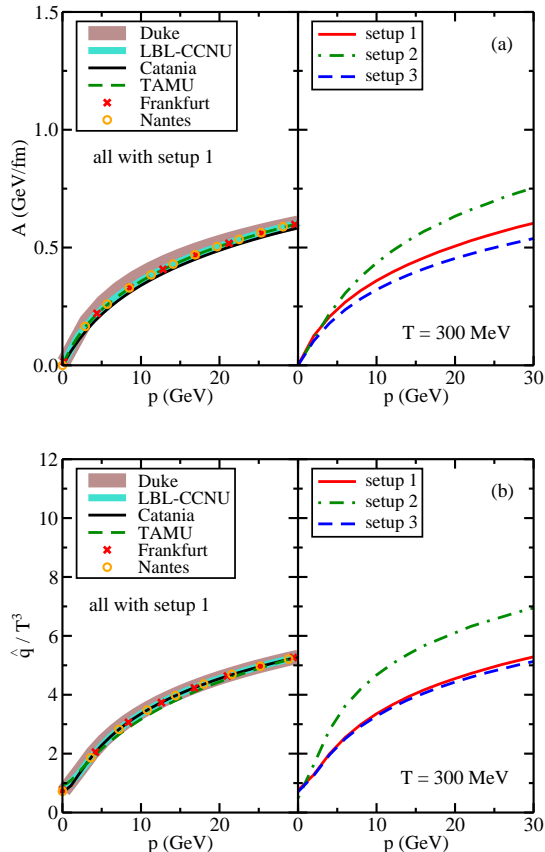 Duke
LBL-CCNU
Catania
TAMU
Frankfurt
Nantes
all with setup 1
setup 1
setup 2
setup 3
(a)
T = 300 MeV
A (GeV/fm)
1.5
1.0
0.5
0.0
0 10 20
0 10 20 30
p (GeV) p (GeV)
Duke
LBL-CCNU
Catania
TAMU
Frankfurt
Nantes
all with setup 1
setup 1
setup 2
setup 3
(b)
T = 300 MeV
q̂ / T³
12
10
8
6
4
2
0
0 10 20
0 10 20 30
p (GeV) p (GeV)